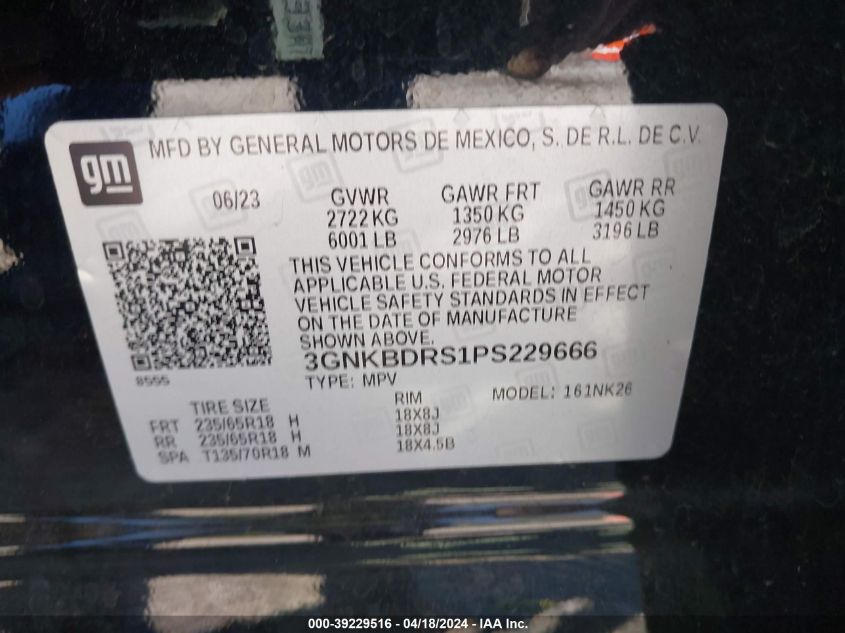 gm
MFD BY GENERAL MOTORS DE MEXICO, S. DE R.L. DE C.V.
06/23 GVWR GAWR FRT GAWR RR
2722 KG 1350 KG 1450 KG
6001 LB 2976 LB 3196 LB
THIS VEHICLE CONFORMS TO ALL
APPLICABLE U.S. FEDERAL MOTOR
VEHICLE SAFETY STANDARDS IN EFFECT
ON THE DATE OF MANUFACTURE
SHOWN ABOVE.
3GNKBDRS1PS229666
8555
TYPE: MPV
MODEL: 161NK26
TIRE SIZE RIM
FRT 235/65R18 H 18X8J
RR 235/65R18 H 18X8J
SPA T135/70R18 M 18X4.5B
000-39229516 - 04/18/2024 - IAA Inc.